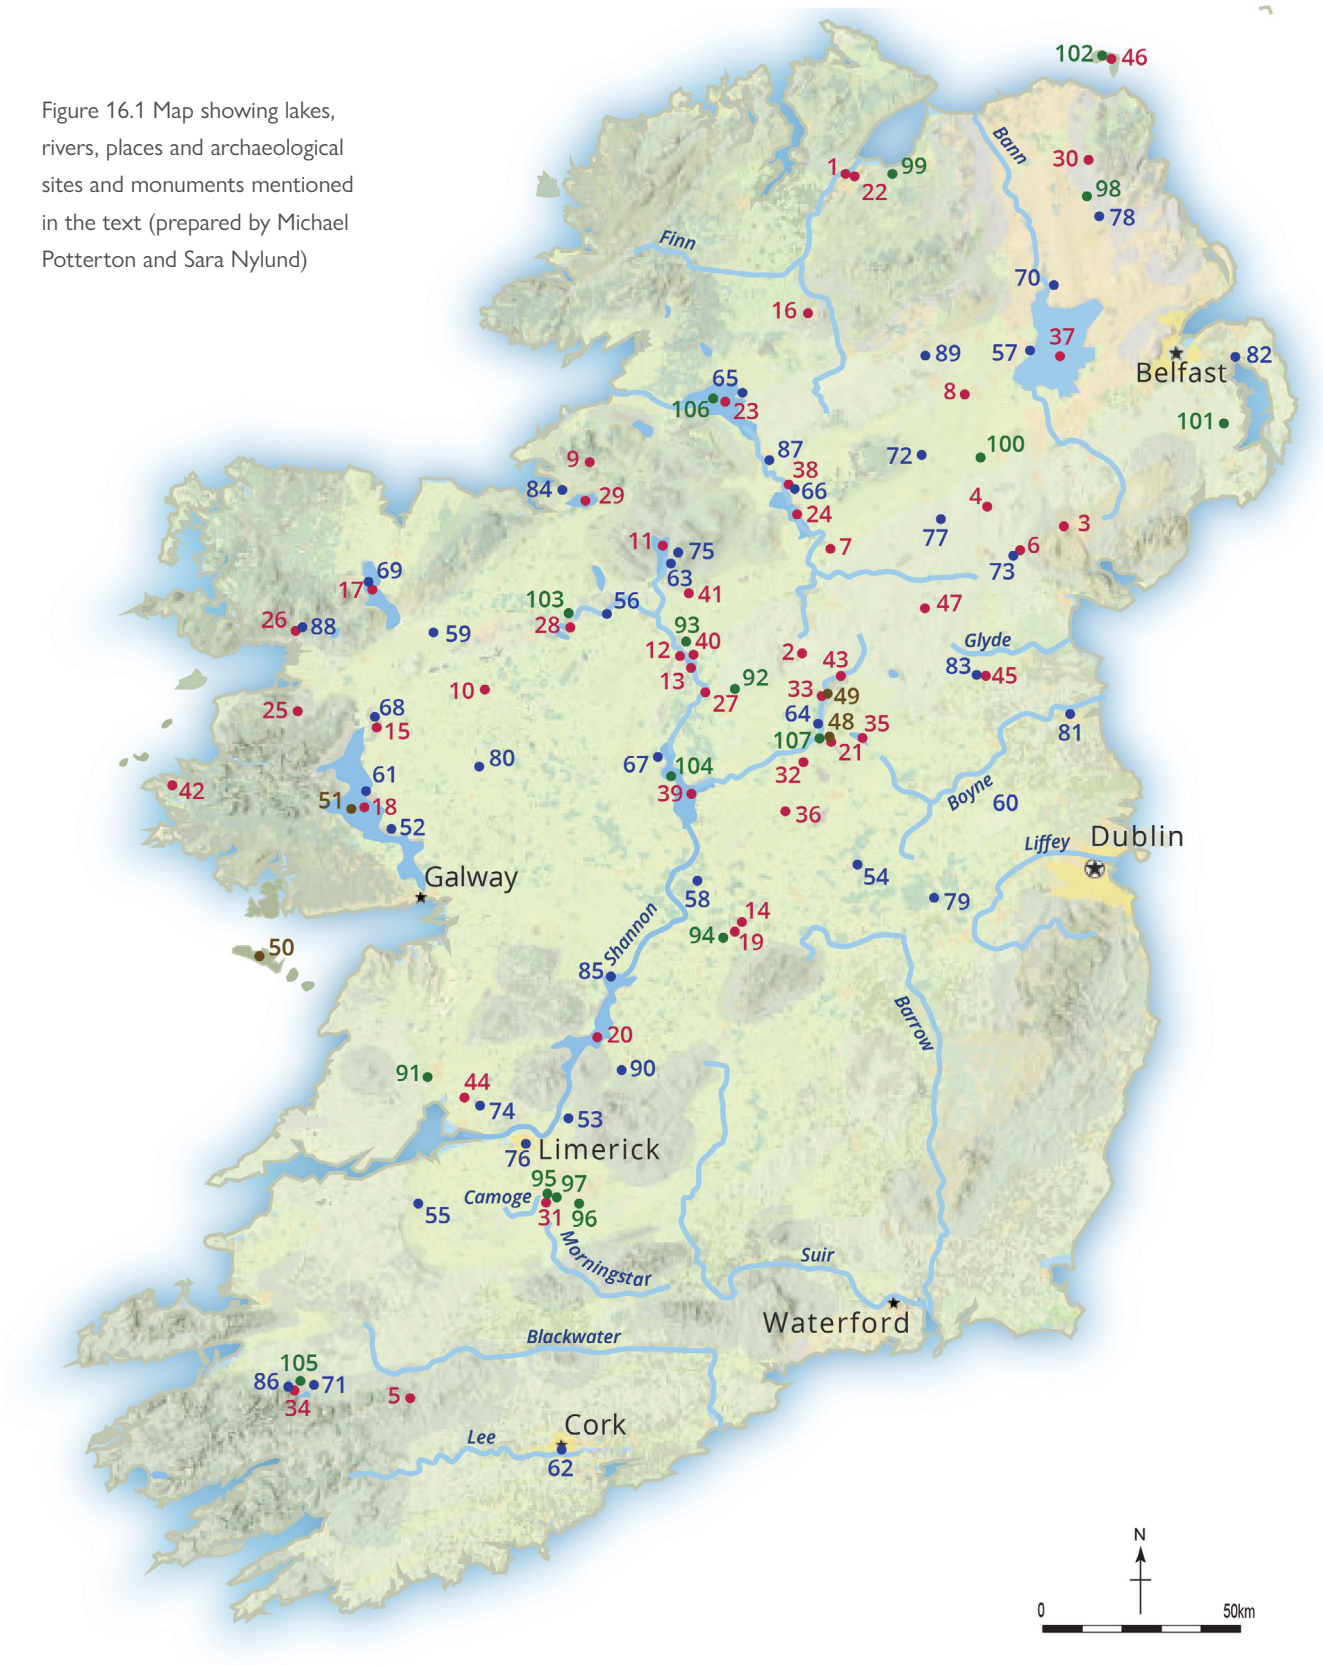 Figure 16.1 Map showing lakes,
rivers, places and archaeological
sites and monuments mentioned
in the text (prepared by Michael
Potterton and Sara Nylund)
102 46
Bann
30
1 99
22
98
78
Finn
70
16
37
89 57 82
Belfast
65
8
106 23
101
87 72 100
9 38
84 29 66
4
24 3
77
11 75 7 6
63 73
69
17 41
103 56 47
26 88 28
59 93 Glyde
12 40 2
13 43 83 45
10 92
27 33 49
25 68 64
15 48 35 81
107 21
67
80 104 32
42 61 39 Boyne
51 18 36 60
52 Liffey Dublin
Galway 54
58 79
14
94 19
Shannon
50
85
Barrow
20
90
91 44
74 53
76 Limerick
95 97
Camoge
55 31 96
Morningstar
Suir
Waterford
Blackwater
105
86 71
34 5
Cork
Lee
62
N
0 50km